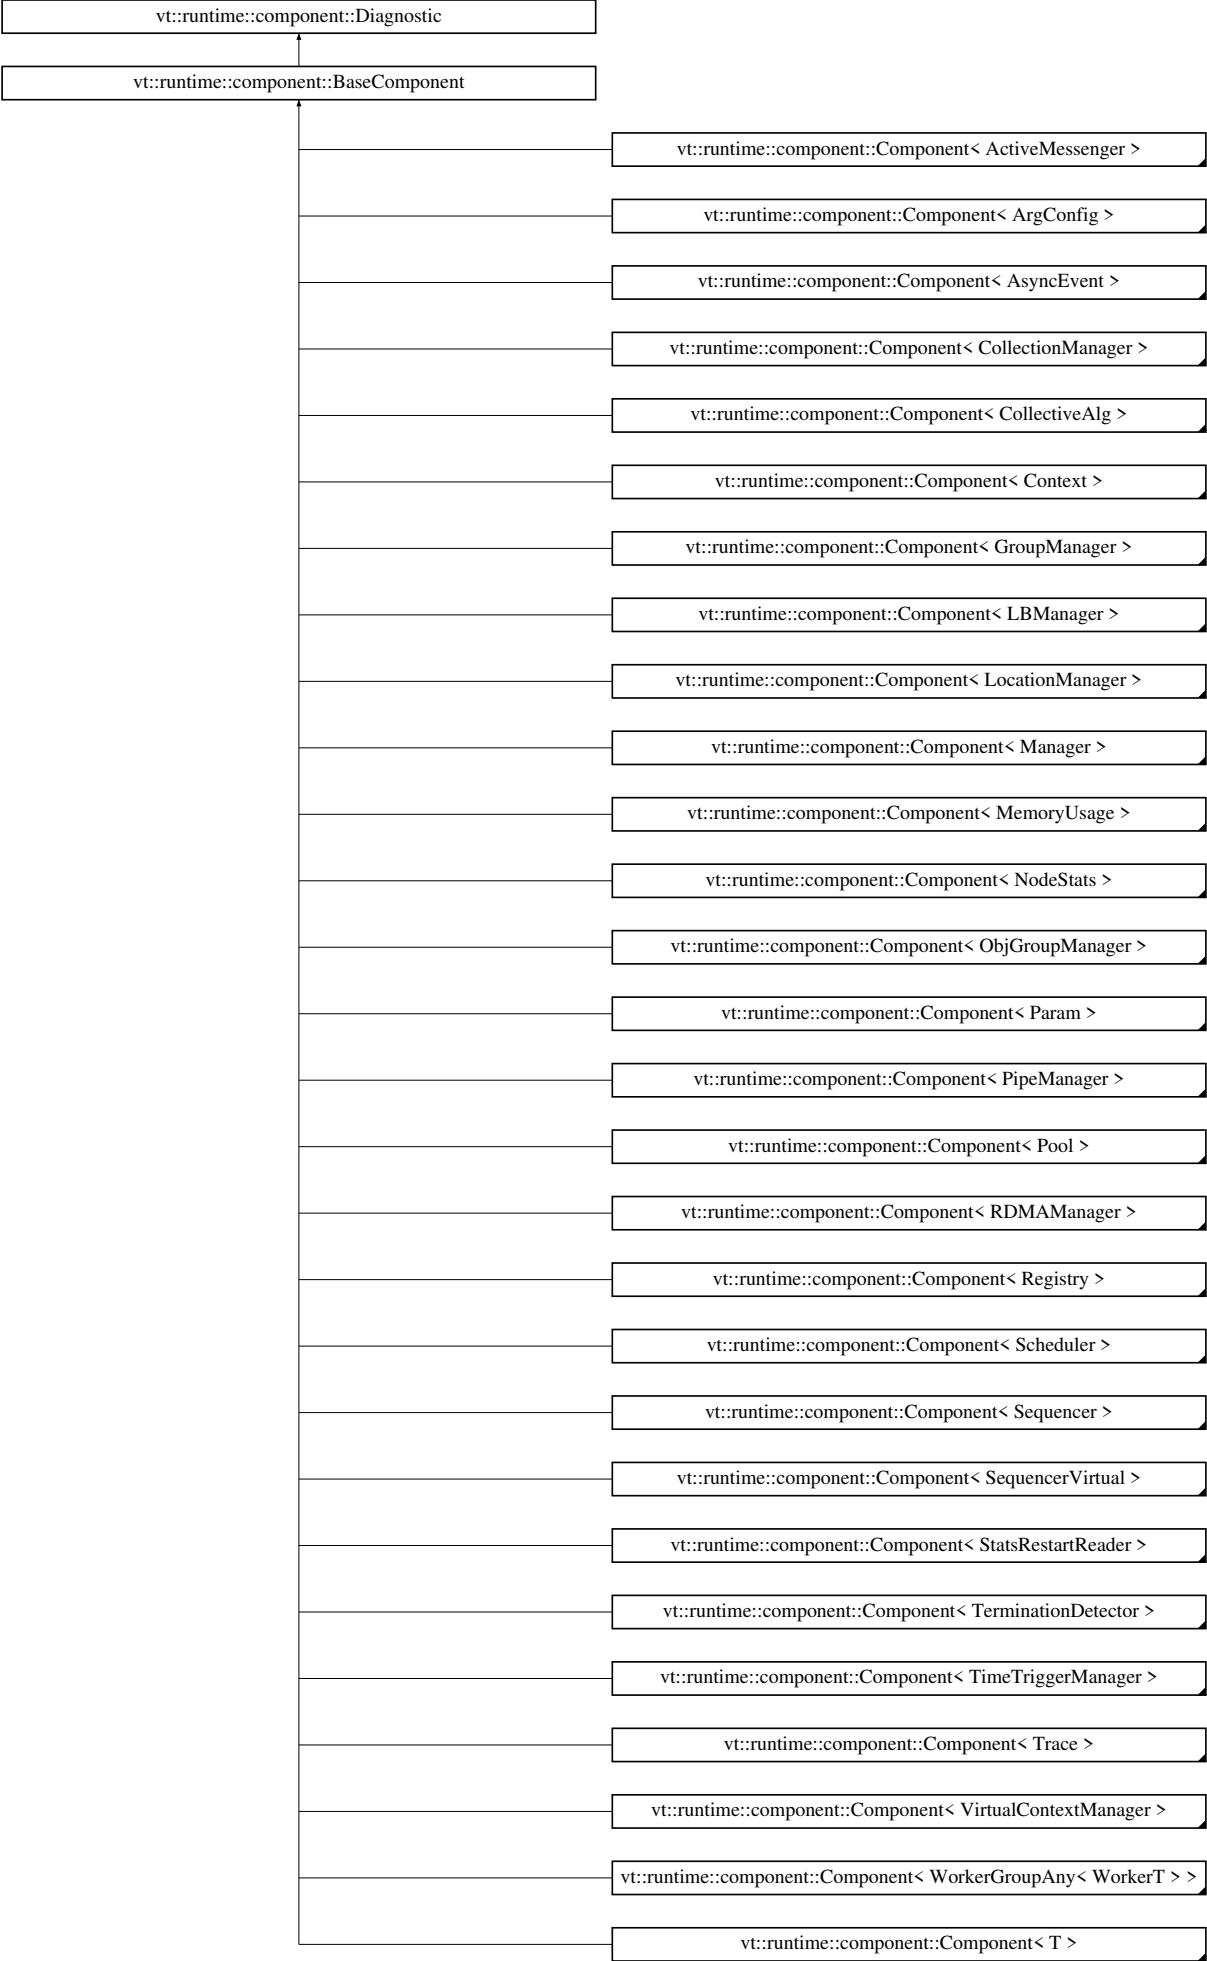 vt::runtime::component::Diagnostic
vt::runtime::component::BaseComponent
vt::runtime::component::Component< ActiveMessenger >
vt::runtime::component::Component< ArgConfig >
vt::runtime::component::Component< AsyncEvent >
vt::runtime::component::Component< CollectionManager >
vt::runtime::component::Component< CollectiveAlg >
vt::runtime::component::Component< Context >
vt::runtime::component::Component< GroupManager >
vt::runtime::component::Component< LBManager >
vt::runtime::component::Component< LocationManager >
vt::runtime::component::Component< Manager >
vt::runtime::component::Component< MemoryUsage >
vt::runtime::component::Component< NodeStats >
vt::runtime::component::Component< ObjGroupManager >
vt::runtime::component::Component< Param >
vt::runtime::component::Component< PipeManager >
vt::runtime::component::Component< Pool >
vt::runtime::component::Component< RDMAManager >
vt::runtime::component::Component< Registry >
vt::runtime::component::Component< Scheduler >
vt::runtime::component::Component< Sequencer >
vt::runtime::component::Component< SequencerVirtual >
vt::runtime::component::Component< StatsRestartReader >
vt::runtime::component::Component< TerminationDetector >
vt::runtime::component::Component< TimeTriggerManager >
vt::runtime::component::Component< Trace >
vt::runtime::component::Component< VirtualContextManager >
vt::runtime::component::Component< WorkerGroupAny< WorkerT > >
vt::runtime::component::Component< T >